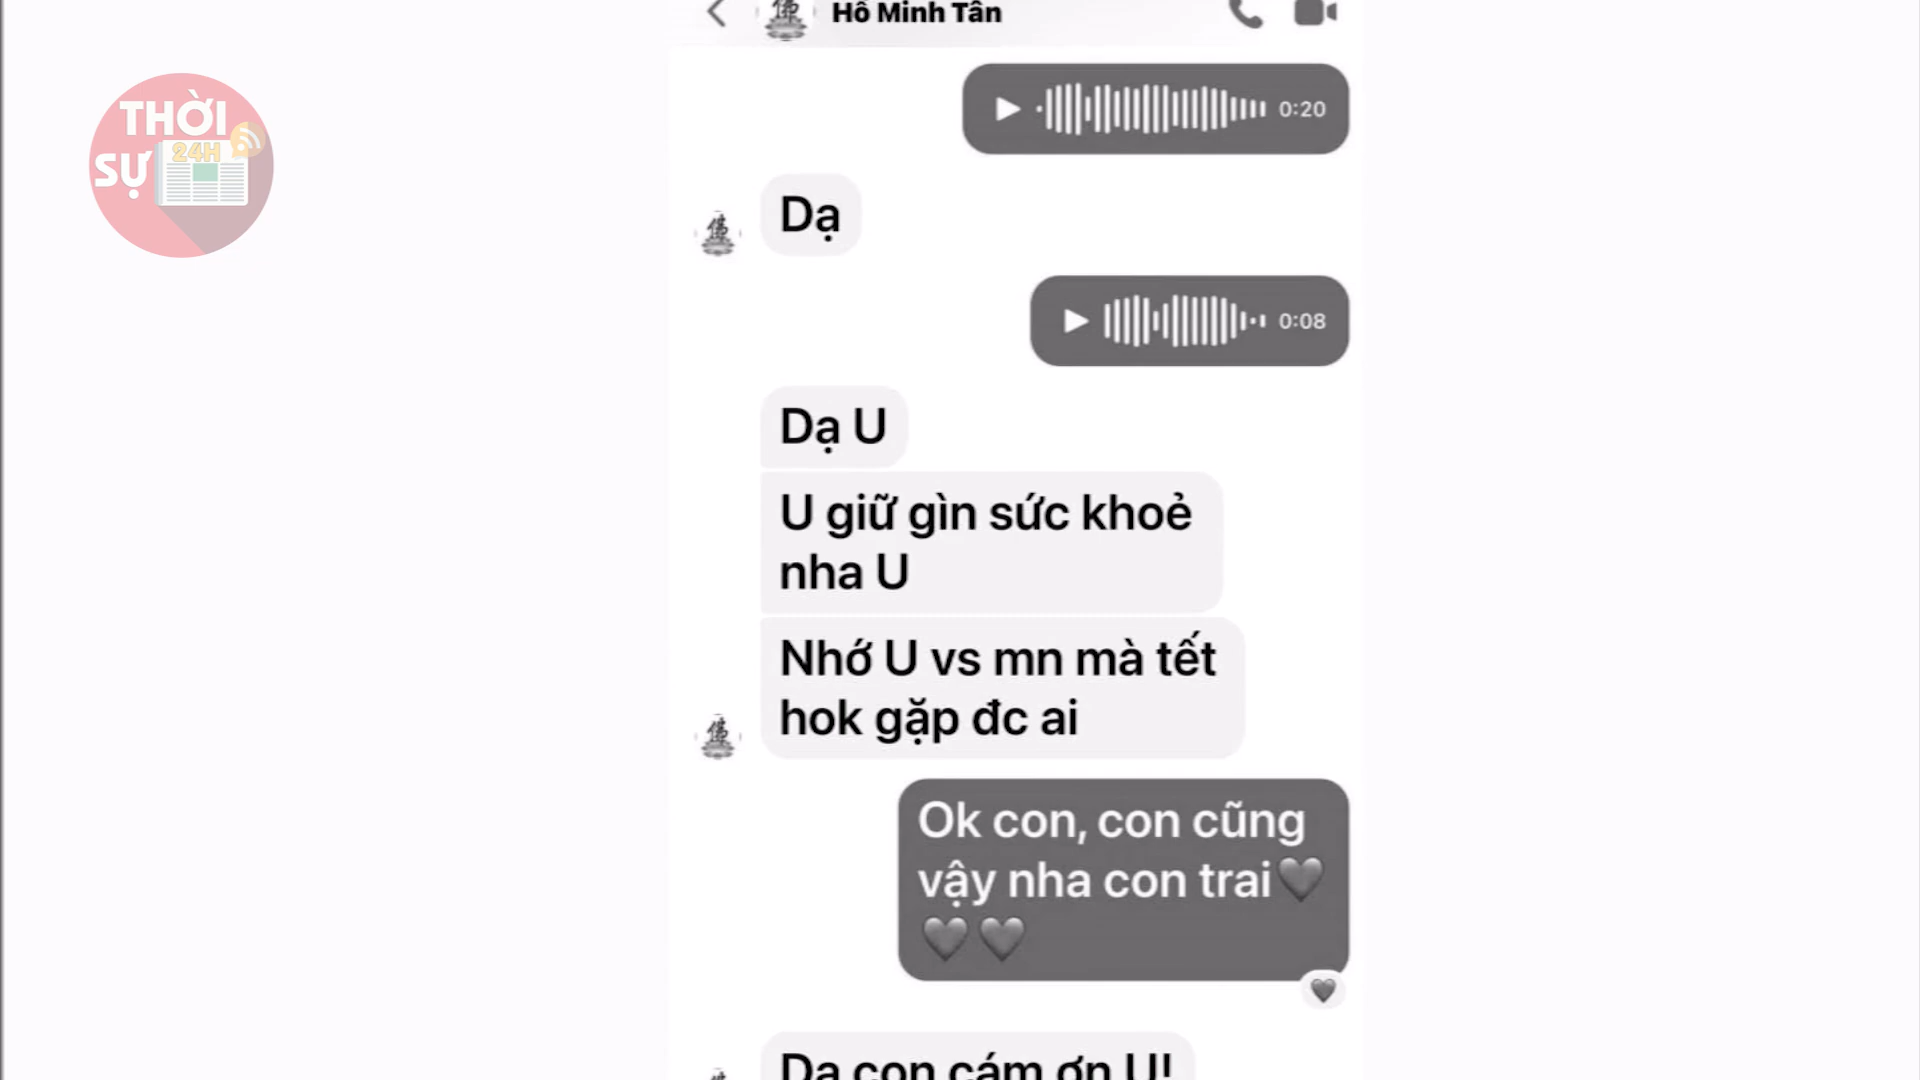 Hồ Minh Tân
THỜI
SỰ 24H
0:20
Dạ
0:08
Dạ U
U giữ gìn sức khoẻ
nha U
Nhớ U vs mn mà tết
hok gặp đc ai
Ok con, con cũng
vậy nha con trai🖤
🖤🖤
🖤
Dạ con cám ơn U!